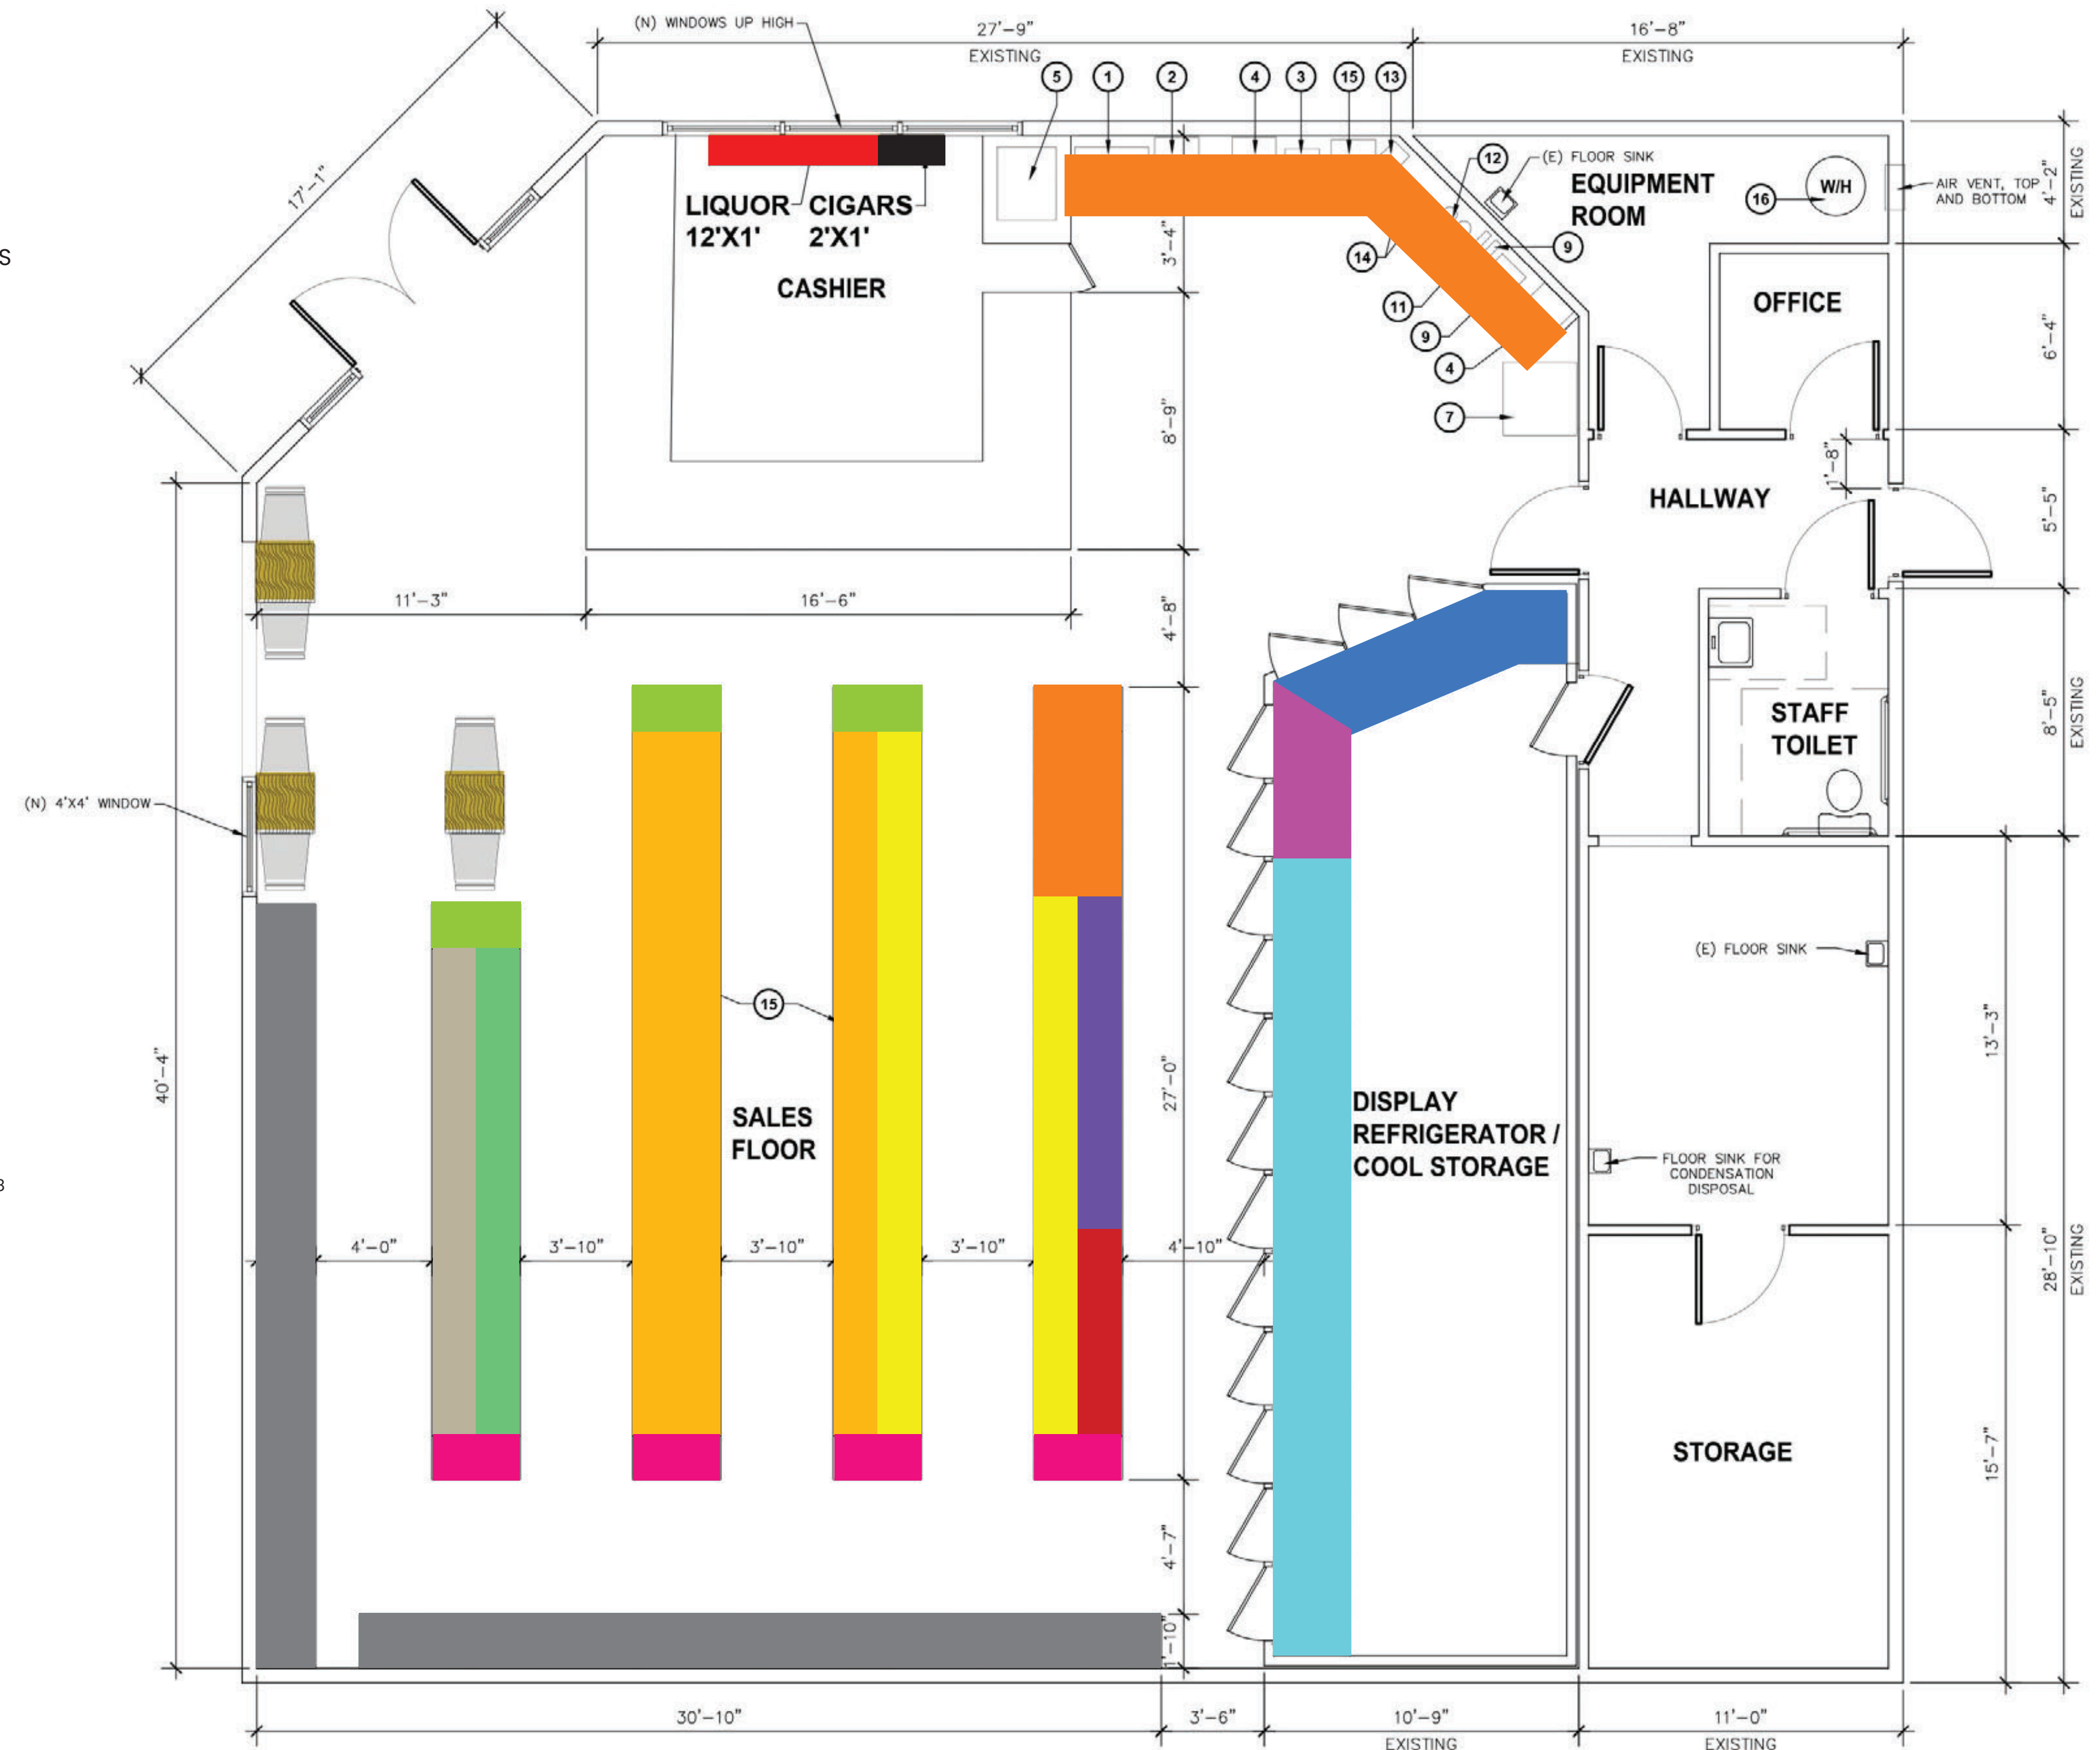 (N) WINDOWS UP HIGH
27'-9"
EXISTING
16'-8"
EXISTING
5
1
2
4
3
15
13
17'-1"
S
LIQUOR
12'X1'
CIGARS
2'X1'
CASHIER
3'-4"
12
(E) FLOOR SINK
EQUIPMENT
ROOM
16
W/H
AIR VENT, TOP
AND BOTTOM
4'-2"
EXISTING
14
9
11
9
4
7
OFFICE
6'-4"
8'-9"
1'-8"
HALLWAY
5'-5"
11'-3"
16'-6"
4'-8"
STAFF
TOILET
8'-5"
EXISTING
(N) 4'X4' WINDOW
(E) FLOOR SINK
15
13'-3"
40'-4"
SALES
FLOOR
27'-0"
DISPLAY
REFRIGERATOR /
COOL STORAGE
FLOOR SINK FOR
CONDENSATION
DISPOSAL
3
4'-0"
3'-10"
3'-10"
3'-10"
4'-10"
28'-10"
EXISTING
STORAGE
15'-7"
4'-7"
1'-10"
30'-10"
3'-6"
10'-9"
EXISTING
11'-0"
EXISTING